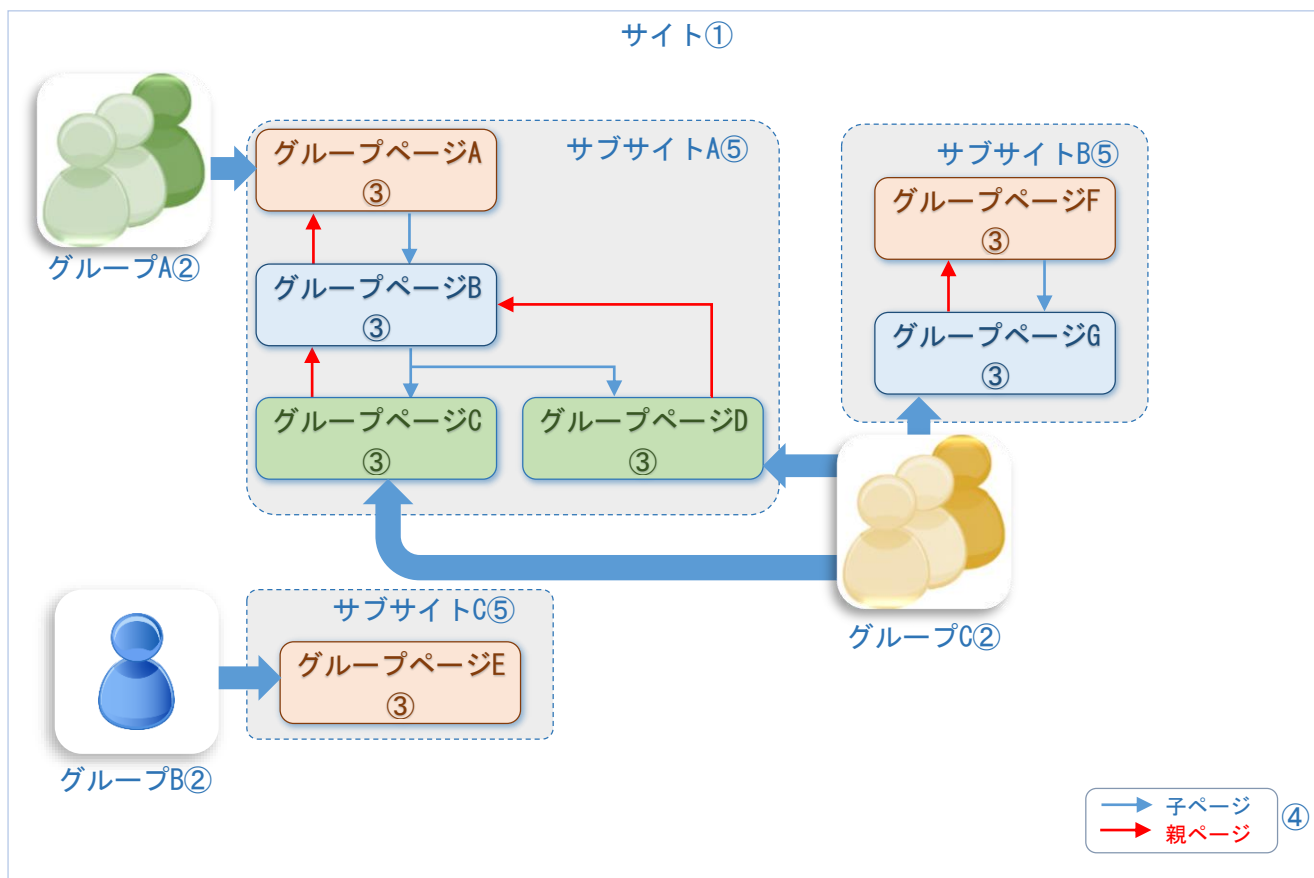 サイト①
サブサイトA⑤
グループページA
③
グループA②
グループページB
③
グループページC
③
グループページD
③
サブサイトB⑤
グループページF
③
グループページG
③
グループC②
サブサイトC⑤
グループページE
③
グループB②
子ページ
親ページ
④